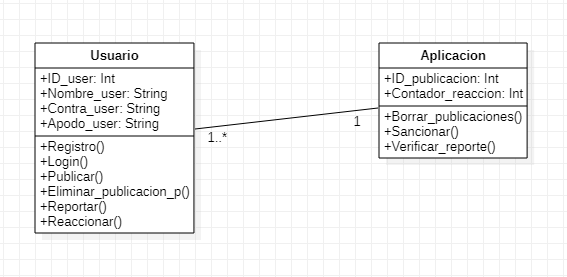 Usuario
+ID_user: Int
+Nombre_user: String
+Contra_user: String
+Apodo_user: String
+Registro()
+Login()
+Publicar()
+Eliminar_publicacion_p()
+Reportar()
+Reaccionar()
1..*
1
Aplicacion
+ID_publicacion: Int
+Contador_reaccion: Int
+Borrar_publicaciones()
+Sancionar()
+Verificar_reporte()